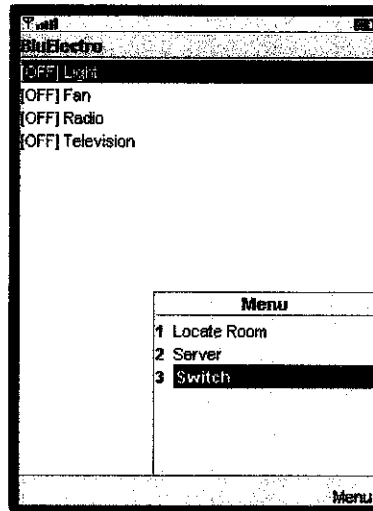 BluElectro
[OFF] Light
[OFF] Fan
[OFF] Radio
[OFF] Television
Menu
1 Locate Room
2 Server
3 Switch
Menu